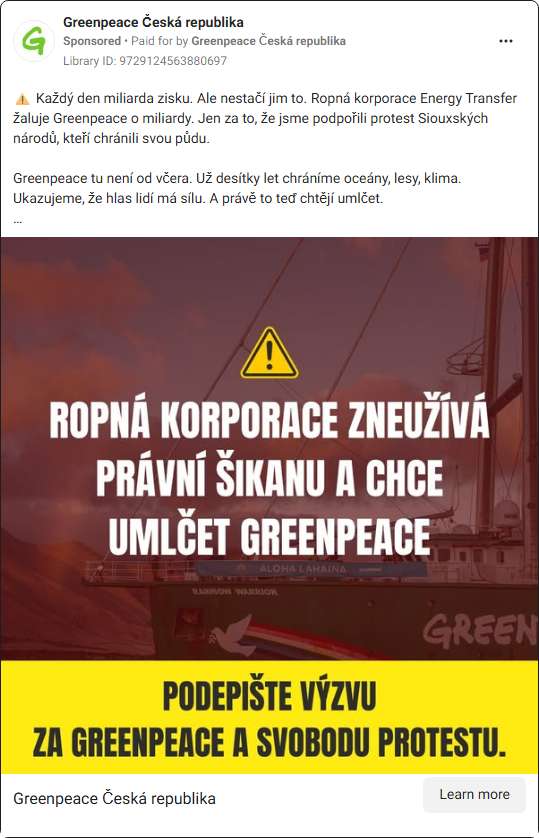 Greenpeace Česká republika
Sponsored • Paid for by Greenpeace Česká republika
Library ID: 9729124563880697
⚠️ Každý den miliarda zisku. Ale nestačí jim to. Ropná korporace Energy Transfer
žaluje Greenpeace o miliardy. Jen za to, že jsme podpořili protest Siouxských
národů, kteří chránili svou půdu.
Greenpeace tu není od včera. Už desítky let chráníme oceány, lesy, klima.
Ukazujeme, že hlas lidí má sílu. A právě to teď chtějí umlčet.
...
ROPNÁ KORPORACE ZNEUŽÍVÁ
PRÁVNÍ ŠIKANU A CHCE
UMLČET GREENPEACE
ALOHA LAHAINA
RAINBOW WARRIOR
GREEN
PODEPIŠTE VÝZVU
ZA GREENPEACE A SVOBODU PROTESTU.
Greenpeace Česká republika
Learn more